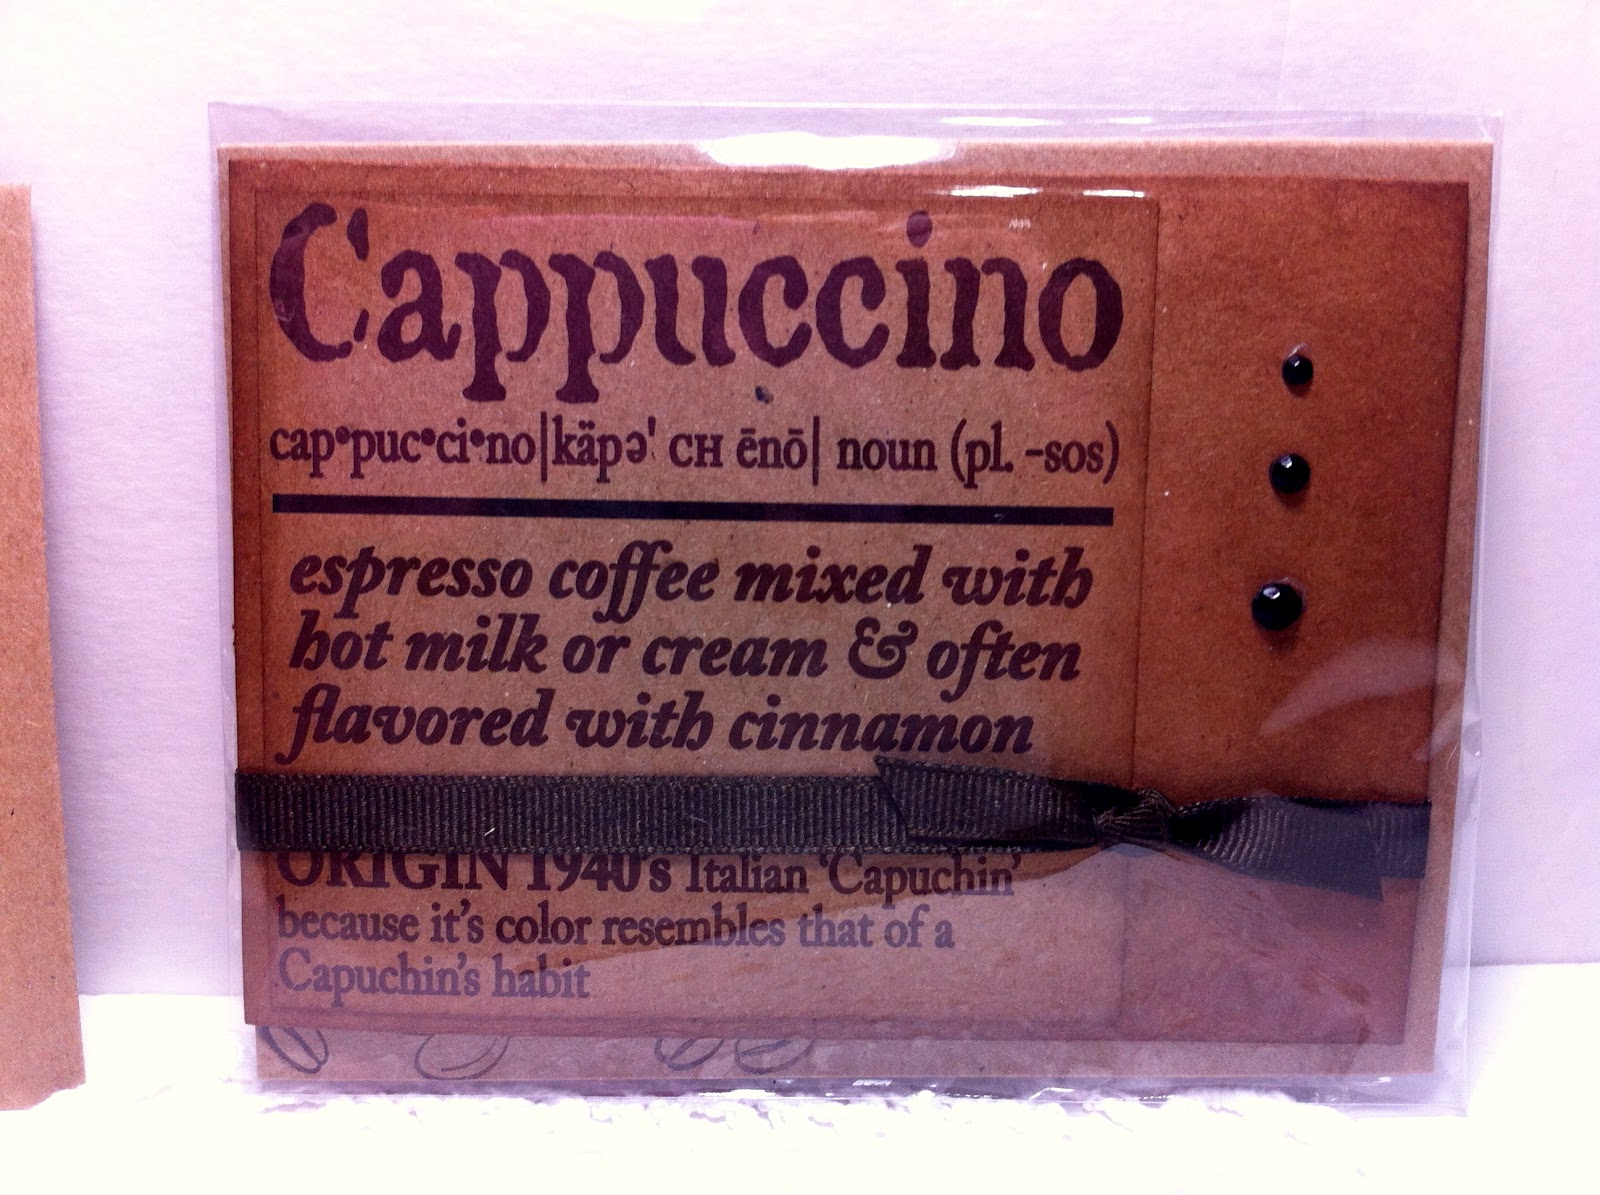 Cappuccino
cap•puc•ci•no|käpə' CH ēnō| noun (pl. -sos)
espresso coffee mixed with
hot milk or cream & often
flavored with cinnamon
ORIGIN 1940's Italian 'Capuchin'
because it's color resembles that of a
Capuchin's habit